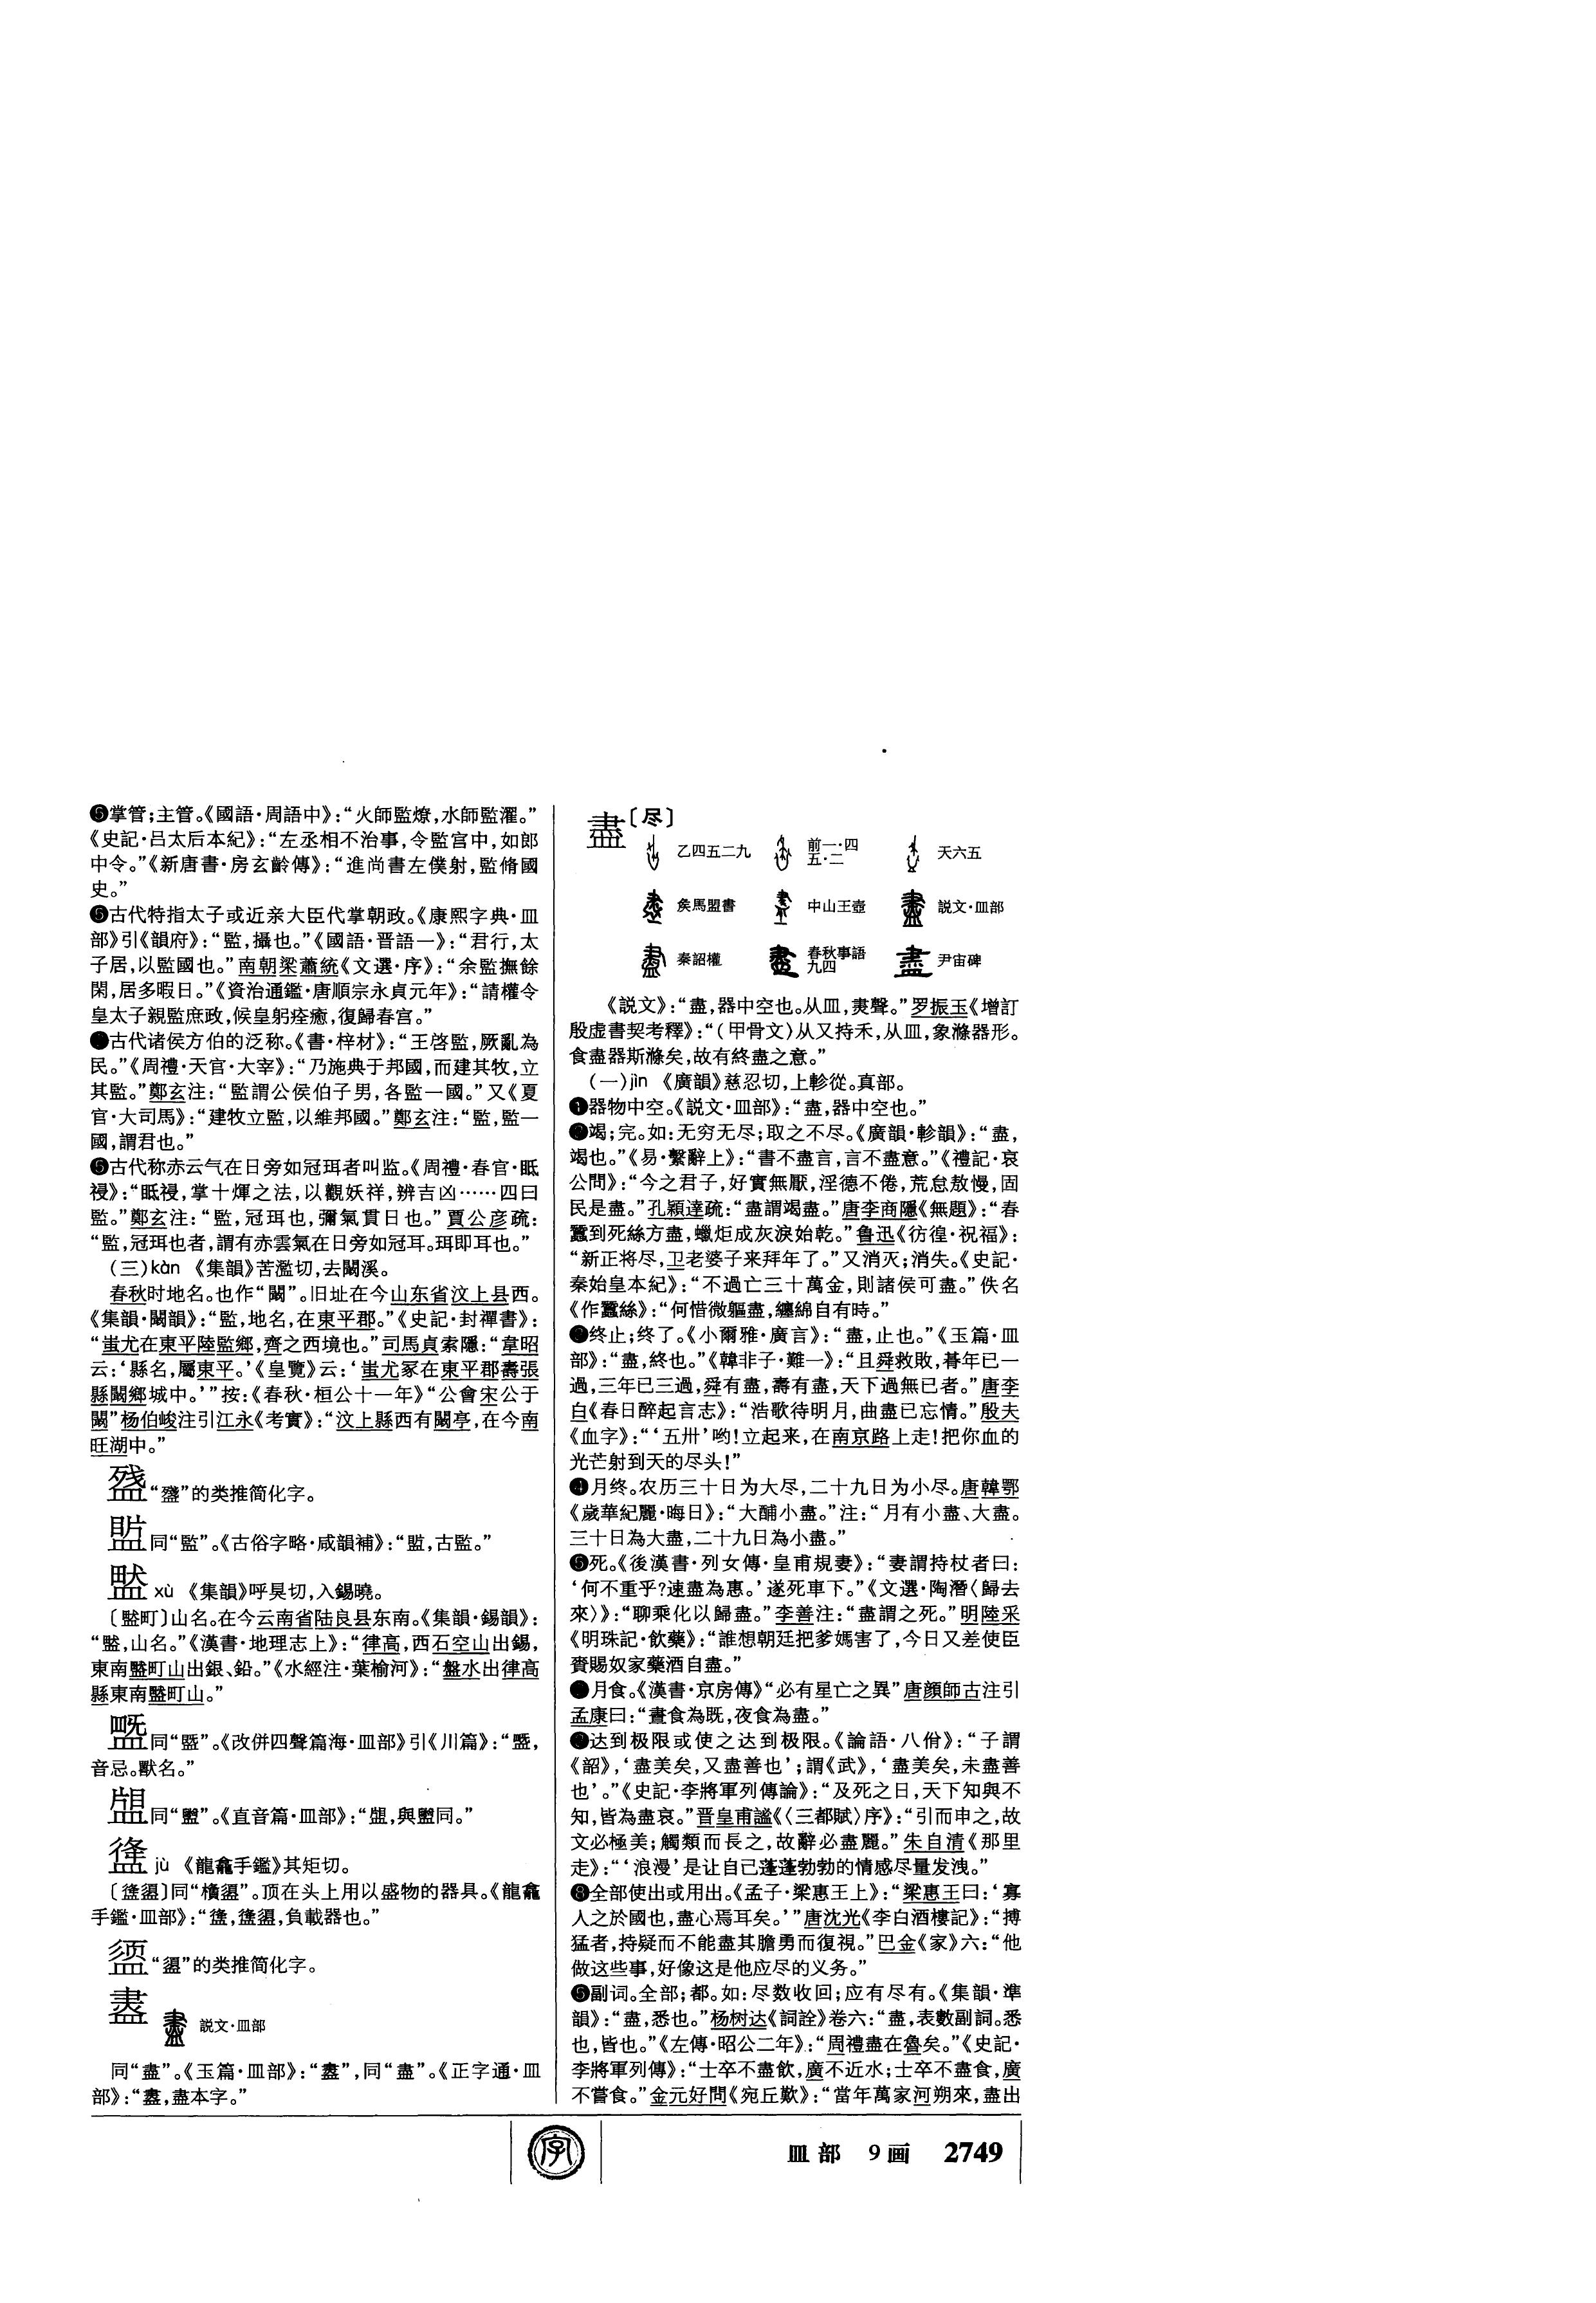 掌管;主管。《國語·周語中》:“火師監燎,水師監濯。”
《史記·吕太后本紀》:“左丞相不治事,令監宫中,如郎
中令。”《新唐書·房玄齡傳》:“進尚書左僕射,監脩國
史。”
古代特指太子或近亲大臣代掌朝政。《康熙字典·皿
部》引《韻府》:“監,攝也。”《國語·晋語一》:“君行,太
子居,以監國也。”南朝梁蕭統《文選·序》:“余監撫餘
閑,居多暇日。”《資治通鑑·唐順宗永貞元年》:“請權令
皇太子親監庶政,候皇躬痊癒,復歸春宫。”
古代诸侯方伯的泛称。《書·梓材》:“王啓監,厥亂為
民。”《周禮·天官·大宰》:“乃施典于邦國,而建其牧,立
其監。”鄭玄注:“監謂公侯伯子男,各監一國。”又《夏
官·大司馬》:“建牧立監,以維邦國。”鄭玄注:“監,監一
國,謂君也。”
古代称赤云气在日旁如冠珥者叫监。《周禮·春官·眡
祲》:“眡祲,掌十煇之法,以觀妖祥,辨吉凶……四曰
監。”鄭玄注:“監,冠珥也,彌氣貫日也。”賈公彦疏:
“監,冠珥也者,謂有赤雲氣在日旁如冠耳。珥即耳也。”
(三)kàn 《集韻》苦濫切,去闞溪。
春秋时地名。也作“闞”。旧址在今山东省汶上县西。
《集韻·闞韻》:“監,地名,在東平郡。”《史記·封禪書》:
“蚩尤在東平陸監鄉,齊之西境也。”司馬貞索隱:“韋昭
云:‘縣名,屬東平。’《皇覽》云:‘蚩尤冢在東平郡壽張
縣闞鄉城中。’”按:《春秋·桓公十一年》“公會宋公于
闞”杨伯峻注引江永《考實》:“汶上縣西有闞亭,在今南
旺湖中。”
的类推简化字。
同“監”。《古俗字略·咸韻補》:“,古監。”
xù 《集韻》呼狊切,入錫曉。
〔町〕山名。在今云南省陆良县东南。《集韻·錫韻》:
“,山名。”《漢書·地理志上》:“律高,西石空山出錫,
東南町山出銀、鉛。”《水經注·葉榆河》:“盤水出律高
縣東南町山。”
同“”。《改併四聲篇海·皿部》引《川篇》:“,
音忌。獸名。”
同“”。《直音篇·皿部》:“,與同。”
jù 《龍龕手鑑》其矩切。
〔〕同“”。顶在头上用以盛物的器具。《龍龕
手鑑·皿部》:“,負載器也。”
的类推简化字。
説文·皿部
同“盡”。《玉篇·皿部》:“”,同“盡”。《正字通·皿
部》:“,盡本字。”
盡〔尽〕
乙四五二九 前一·四五·二 天六五
矦馬盟書 中山王壺 説文·皿部
秦詔權 春秋事語九四 尹宙碑
《説文》:“盡,器中空也。从皿,㶳聲。”罗振玉《增訂
殷虚書契考釋》:“(甲骨文)从又持禾,从皿,象滌器形。
食盡器斯滌矣,故有終盡之意。”
(一)jìn 《廣韻》慈忍切,上軫從。真部。
❶器物中空。《説文·皿部》:“盡,器中空也。”
❷竭;完。如:无穷无尽;取之不尽。《廣韻·軫韻》:“盡,
竭也。”《易·繫辭上》:“書不盡言,言不盡意。”《禮記·哀
公問》:“今之君子,好實無厭,淫德不倦,荒怠敖慢,固
民是盡。”孔穎達疏:“盡謂竭盡。”唐李商隱《無題》:“春
蠶到死絲方盡,蠟炬成灰淚始乾。”鲁迅《彷徨·祝福》:
“新正将尽,卫老婆子来拜年了。”又消灭;消失。《史記·
秦始皇本紀》:“不過亡三十萬金,則諸侯可盡。”佚名
《作蠶絲》:“何惜微軀盡,纏綿自有時。”
❸终止;终了。《小爾雅·廣言》:“盡,止也。”《玉篇·皿
部》:“盡,終也。”《韓非子·難一》:“且舜救敗,朞年已一
過,三年已三過,舜有盡,壽有盡,天下過無已者。”唐李
白《春日醉起言志》:“浩歌待明月,曲盡已忘情。”殷夫
《血字》:“‘五卅’哟!立起来,在南京路上走!把你血的
光芒射到天的尽头!”
❹月终。农历三十日为大尽,二十九日为小尽。唐韓鄂
《歲華紀麗·晦日》:“大酺小盡。”注:“月有小盡、大盡。
三十日為大盡,二十九日為小盡。”
❺死。《後漢書·列女傳·皇甫規妻》:“妻謂持杖者曰:
‘何不重乎?速盡為惠。’遂死車下。”《文選·陶潛〈歸去
來〉》:“聊乘化以歸盡。”李善注:“盡謂之死。”明陸采
《明珠記·飲藥》:“誰想朝廷把爹媽害了,今日又差使臣
賫賜奴家藥酒自盡。”
月食。《漢書·京房傳》“必有星亡之異”唐顔師古注引
孟康曰:“晝食為既,夜食為盡。”
达到极限或使之达到极限。《論語·八佾》:“子謂
《韶》,‘盡美矣,又盡善也’;謂《武》,‘盡美矣,未盡善
也’。”《史記·李將軍列傳論》:“及死之日,天下知與不
知,皆為盡哀。”晋皇甫謐《〈三都賦〉序》:“引而申之,故
文必極美;觸類而長之,故辭必盡麗。”朱自清《那里
走》:“‘浪漫’是让自己蓬蓬勃勃的情感尽量发洩。”
❽全部使出或用出。《孟子·梁惠王上》:“梁惠王曰:‘寡
人之於國也,盡心焉耳矣。’”唐沈光《李白酒樓記》:“搏
猛者,持疑而不能盡其膽勇而復視。”巴金《家》六:“他
做这些事,好像这是他应尽的义务。”
副词。全部;都。如:尽数收回;应有尽有。《集韻·準
韻》:“盡,悉也。”杨树达《詞詮》卷六:“盡,表數副詞。悉
也,皆也。”《左傳·昭公二年》:“周禮盡在魯矣。”《史記·
李將軍列傳》:“士卒不盡飲,廣不近水;士卒不盡食,廣
不嘗食。”金元好問《宛丘歎》:“當年萬家河朔來,盡出
字
皿部 9画 2749